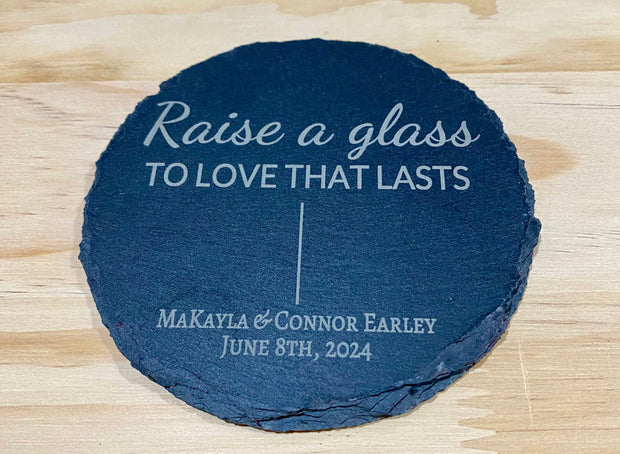 Raise a glass
TO LOVE THAT LASTS
MAKAYLA & CONNOR EARLEY
JUNE 8TH, 2024